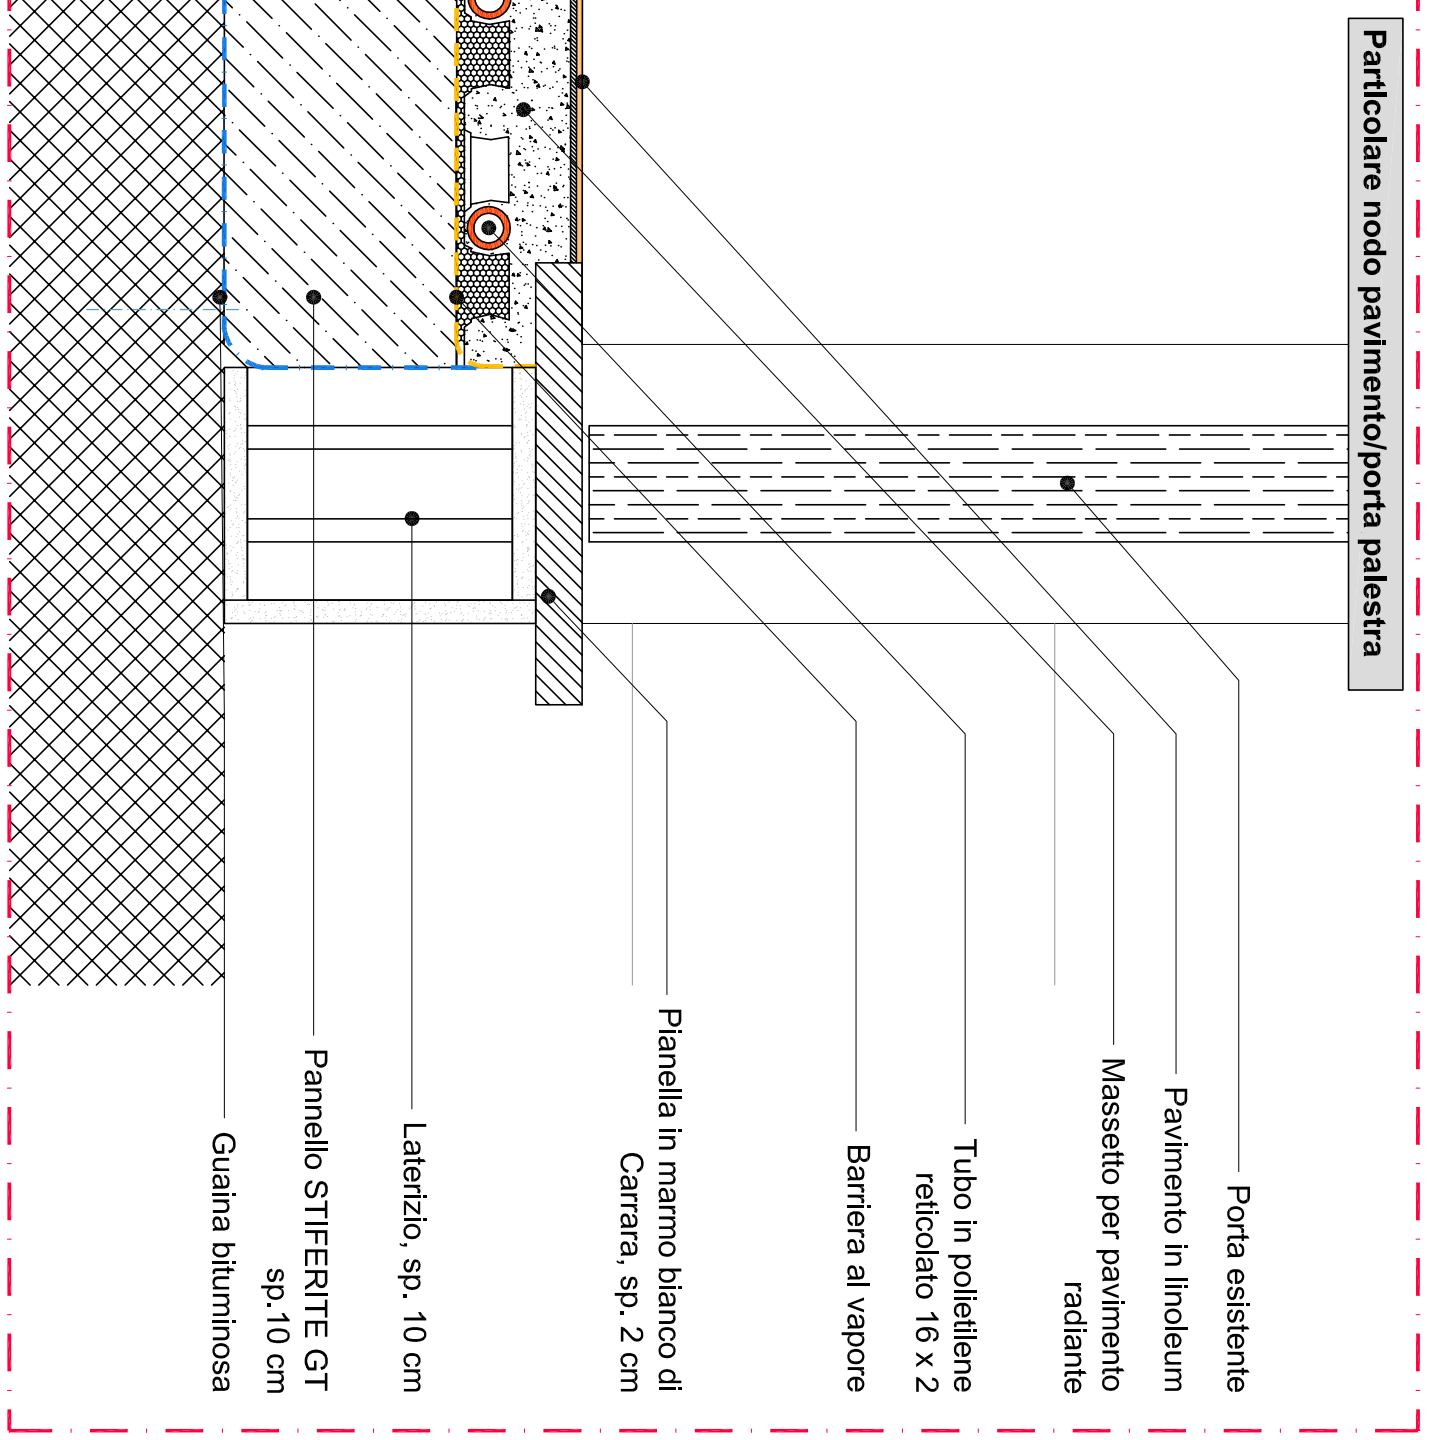 Particolare nodo pavimento/porta palestra
Porta esistente
Pavimento in linoleum
Massetto per pavimento
radiante
Tubo in polietilene
reticolato 16 x 2
Barriera al vapore
Pianella in marmo bianco di
Carrara, sp. 2 cm
Laterizio, sp. 10 cm
Pannello STIFERITE GT
sp.10 cm
Guaina bituminosa